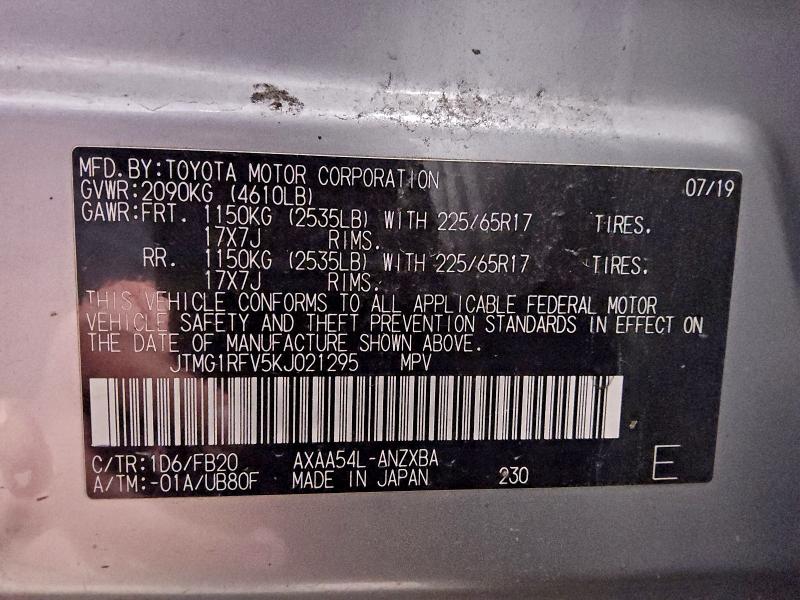 MFD.BY:TOYOTA MOTOR CORPORATION 07/19
GVWR:2090KG (4610LB)
GAWR:FRT. 1150KG (2535LB) WITH 225/65R17 TIRES.
17X7J RIMS.
RR. 1150KG (2535LB) WITH 225/65R17 TIRES.
17X7J RIMS.
THIS VEHICLE CONFORMS TO ALL APPLICABLE FEDERAL MOTOR
VEHICLE SAFETY AND THEFT PREVENTION STANDARDS IN EFFECT ON
THE DATE OF MANUFACTURE SHOWN ABOVE.
JTMG1RFV5KJ021295 MPV
C/TR:1D6/FB20 AXAA54L-ANZXBA
A/TM:-01A/UB80F MADE IN JAPAN 230 E